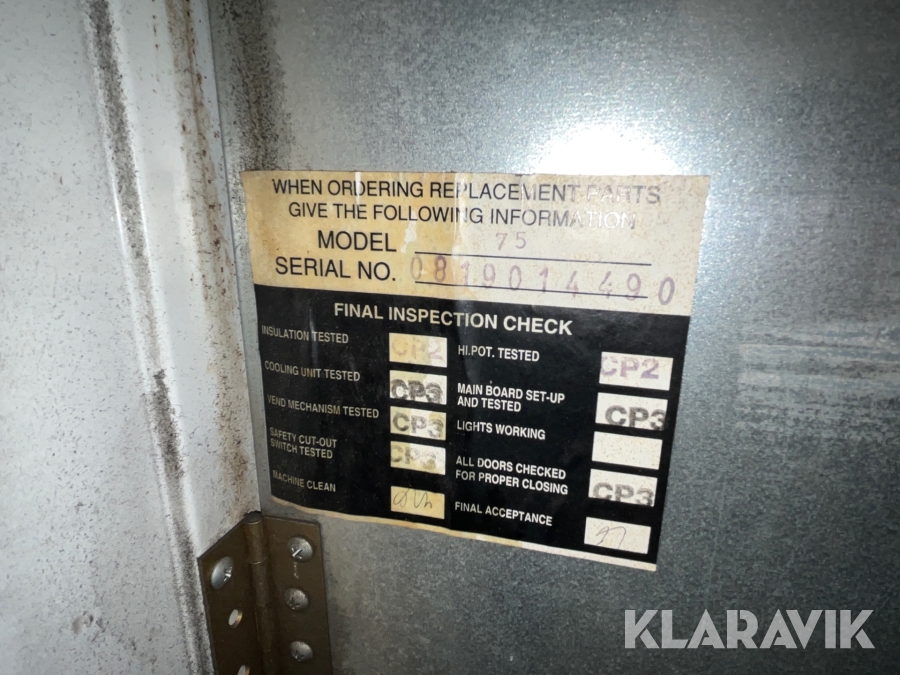 WHEN ORDERING REPLACEMENT PARTS
GIVE THE FOLLOWING INFORMATION
MODEL 75
SERIAL NO. 0819014490
FINAL INSPECTION CHECK
INSULATION TESTED CP2
COOLING UNIT TESTED CP3
VEND MECHANISM TESTED CP3
SAFETY CUT-OUT
SWITCH TESTED CP3
MACHINE CLEAN
HI.POT. TESTED CP2
MAIN BOARD SET-UP
AND TESTED CP3
LIGHTS WORKING
ALL DOORS CHECKED
FOR PROPER CLOSING CP3
FINAL ACCEPTANCE
KLARAVIK